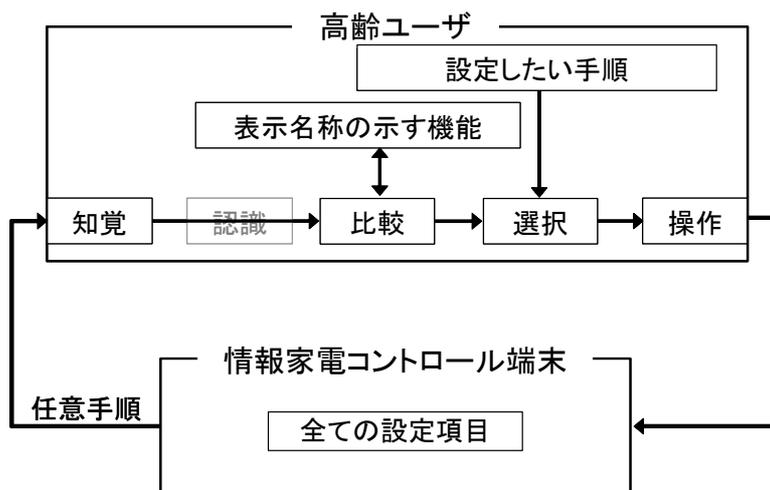 高齢ユーザ
設定したい手順
表示名称の示す機能
知覚
認識
比較
選択
操作
情報家電コントロール端末
任意手順
全ての設定項目